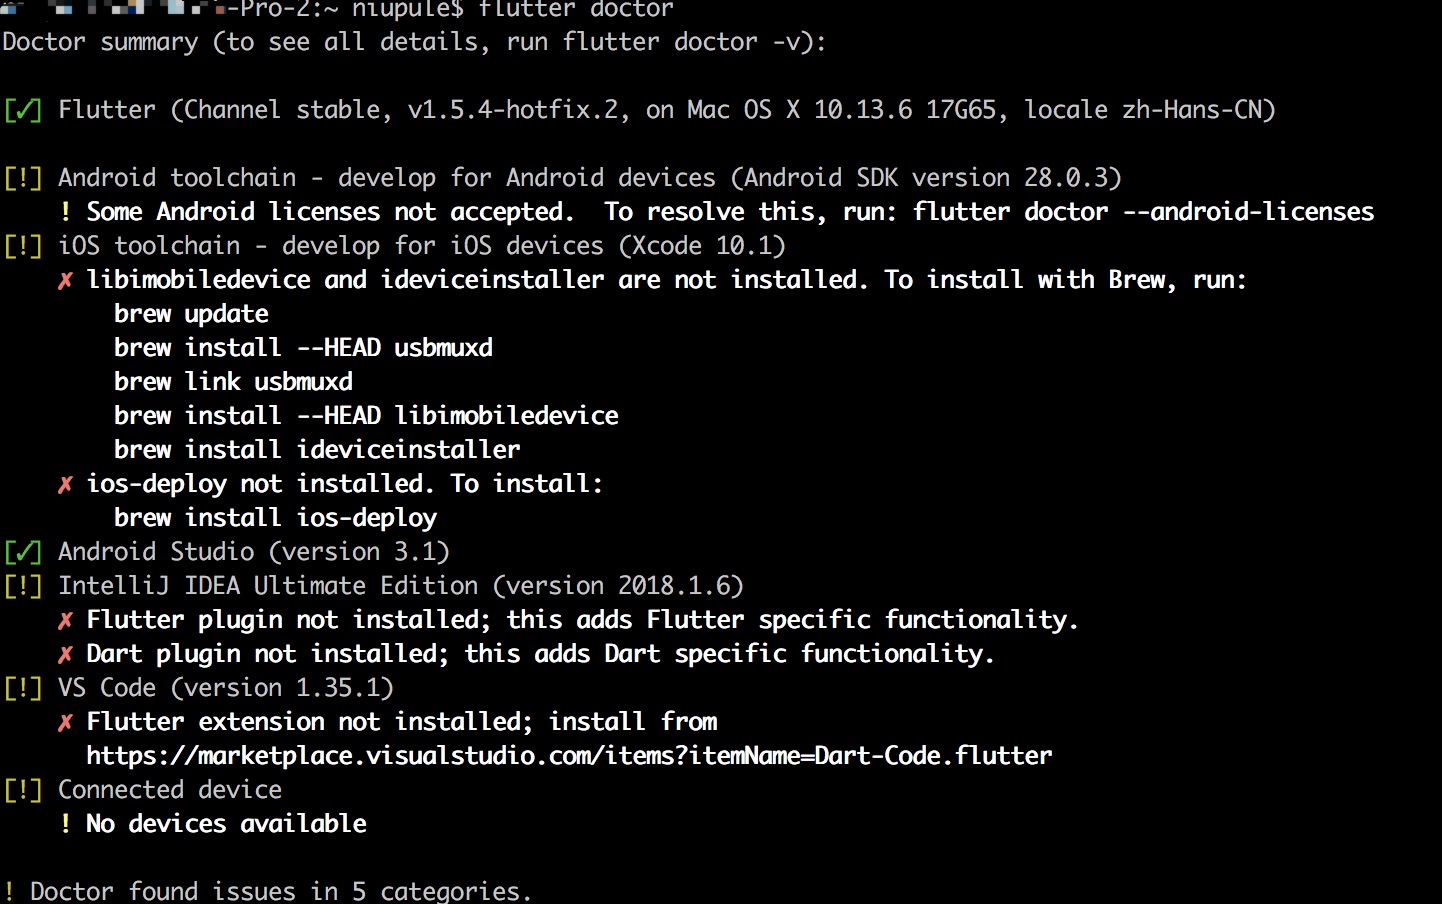 -Pro-2:~ niupule$ flutter doctor
Doctor summary (to see all details, run flutter doctor -v):
[✓] Flutter (Channel stable, v1.5.4-hotfix.2, on Mac OS X 10.13.6 17G65, locale zh-Hans-CN)
[!] Android toolchain - develop for Android devices (Android SDK version 28.0.3)
! Some Android licenses not accepted.  To resolve this, run: flutter doctor --android-licenses
[!] iOS toolchain - develop for iOS devices (Xcode 10.1)
✗ libimobiledevice and ideviceinstaller are not installed. To install with Brew, run:
brew update
brew install --HEAD usbmuxd
brew link usbmuxd
brew install --HEAD libimobiledevice
brew install ideviceinstaller
✗ ios-deploy not installed. To install:
brew install ios-deploy
[✓] Android Studio (version 3.1)
[!] IntelliJ IDEA Ultimate Edition (version 2018.1.6)
✗ Flutter plugin not installed; this adds Flutter specific functionality.
✗ Dart plugin not installed; this adds Dart specific functionality.
[!] VS Code (version 1.35.1)
✗ Flutter extension not installed; install from
https://marketplace.visualstudio.com/items?itemName=Dart-Code.flutter
[!] Connected device
! No devices available
! Doctor found issues in 5 categories.